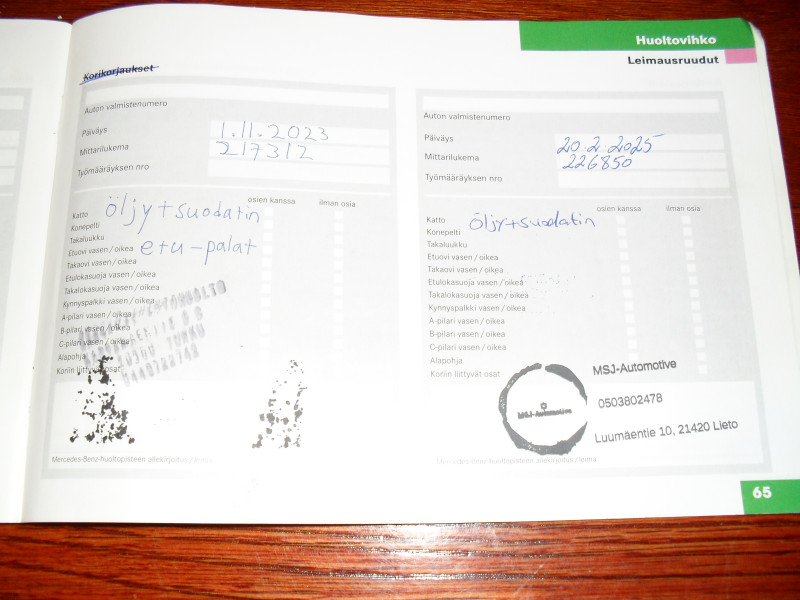 Huoltovihko
Leimausruudut
Korikorjaukset
Auton valmistenumero
Päiväys 1.11.2023
Mittarilukema 217312
Työmääräyksen nro
osien kanssa ilman osia
öljy+suodatin
etu-palat
Katto
Konepelti
Takaluukku
Etuovi vasen/oikea
Takaovi vasen/oikea
Etulokasuoja vasen/oikea
Takalokasuoja vasen/oikea
Kynnyspalkki vasen/oikea
A-pilari vasen/oikea
B-pilari vasen/oikea
C-pilari vasen/oikea
Alapohja
Koriin liittyvät osat
TURKU
Mercedes-Benz-huoltopisteen allekirjoitus/leima
Auton valmistenumero
Päiväys 20.2.2025
Mittarilukema 226850
Työmääräyksen nro
osien kanssa ilman osia
öljy+suodatin
Katto
Konepelti
Takaluukku
Etuovi vasen/oikea
Takaovi vasen/oikea
Etulokasuoja vasen/oikea
Takalokasuoja vasen/oikea
Kynnyspalkki vasen/oikea
A-pilari vasen/oikea
B-pilari vasen/oikea
C-pilari vasen/oikea
Alapohja
Koriin liittyvät osat
MSJ-Automotive
MSJ-Automotive
0503802478
Luumäentie 10, 21420 Lieto
Mercedes-Benz-huoltopisteen allekirjoitus/leima
65